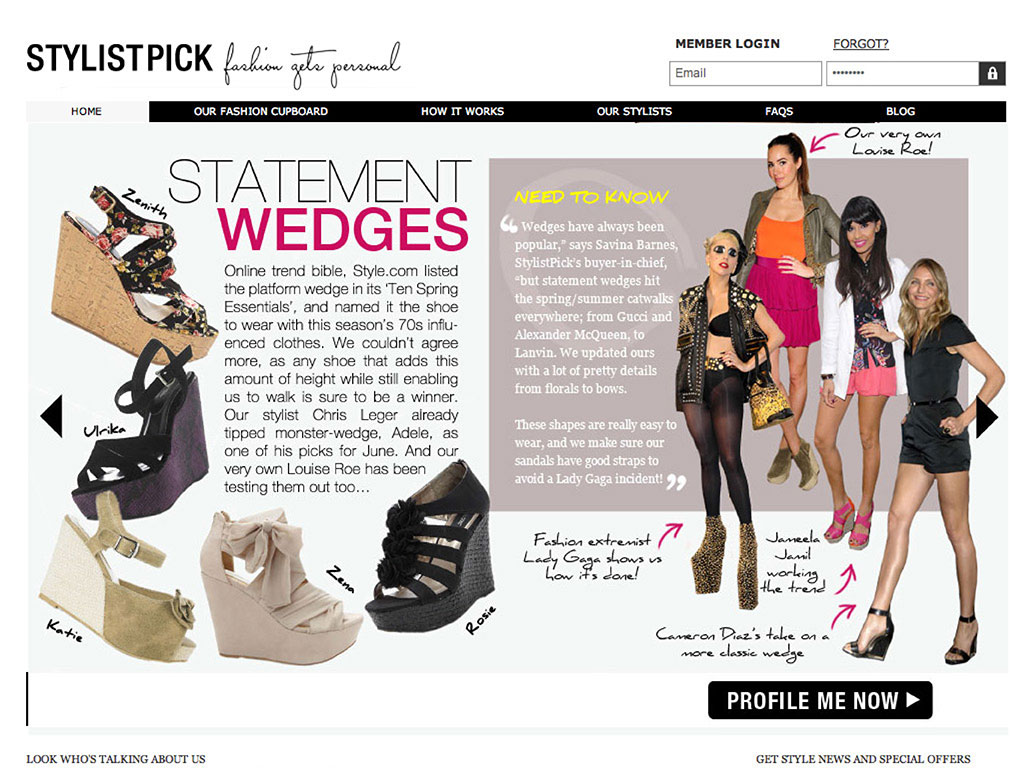 STYLISTPICK fashion gets personal
MEMBER LOGIN
FORGOT?
Email
••••••••
HOME
OUR FASHION CUPBOARD
HOW IT WORKS
OUR STYLISTS
FAQS
BLOG
STATEMENT
WEDGES
Online trend bible, Style.com listed
the platform wedge in its ‘Ten Spring
Essentials’, and named it the shoe
to wear with this season’s 70s influ-
enced clothes. We couldn’t agree
more, as any shoe that adds this
amount of height while still enabling
us to walk is sure to be a winner.
Our stylist Chris Leger already
tipped monster-wedge, Adele, as
one of his picks for June. And our
very own Louise Roe has been
testing them out too…
Zenith
Ulrika
Katie
Zena
Rosie
NEED TO KNOW
“ Wedges have always been
popular,” says Savina Barnes,
StylistPick's buyer-in-chief,
“but statement wedges hit
the spring/summer catwalks
everywhere; from Gucci and
Alexander McQueen, to
Lanvin. We updated ours
with a lot of pretty details
from florals to bows.
These shapes are really easy to
wear, and we make sure our
sandals have good straps to
avoid a Lady Gaga incident! ”
Our very own
Louise Roe!
Fashion extremist
Lady Gaga shows us
how it's done!
Jameela
Jamil
working
the trend
Cameron Diaz's take on a
more classic wedge
PROFILE ME NOW
LOOK WHO'S TALKING ABOUT US
GET STYLE NEWS AND SPECIAL OFFERS